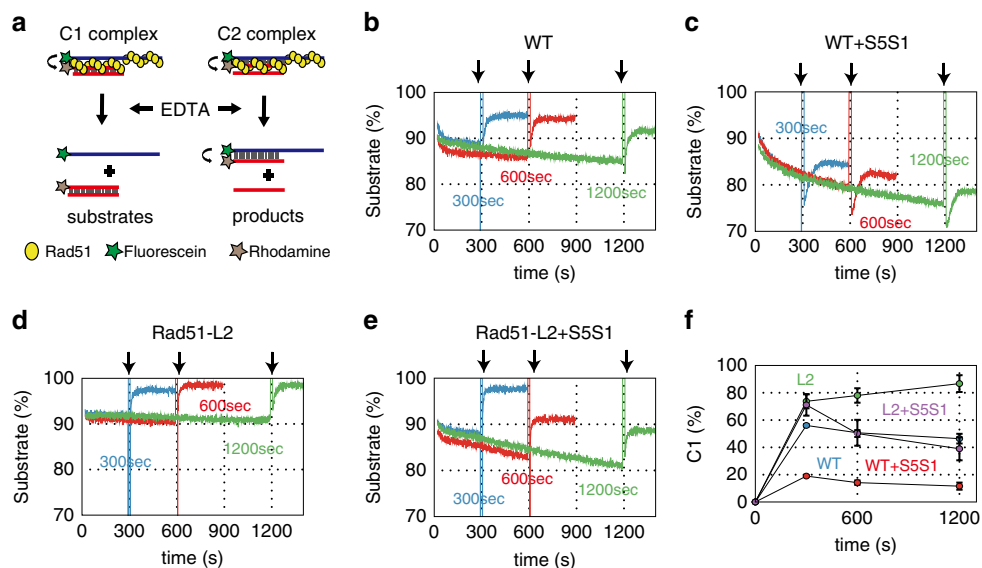 a
C1 complex
C2 complex
EDTA
substrates
products
Rad51
Fluorescein
Rhodamine
b
WT
Substrate (%)
100
90
80
70
300sec
600sec
1200sec
0 300 600 900 1200
time (s)
c
WT+S5S1
Substrate (%)
100
90
80
70
300sec
600sec
1200sec
0 300 600 900 1200
time (s)
d
Rad51-L2
Substrate (%)
100
90
80
70
300sec
600sec
1200sec
0 300 600 900 1200
time (s)
e
Rad51-L2+S5S1
Substrate (%)
100
90
80
70
300sec
600sec
1200sec
0 300 600 900 1200
time (s)
f
C1 (%)
100
80
60
40
20
0
L2
L2+S5S1
WT
WT+S5S1
0 300 600 900 1200
time (s)